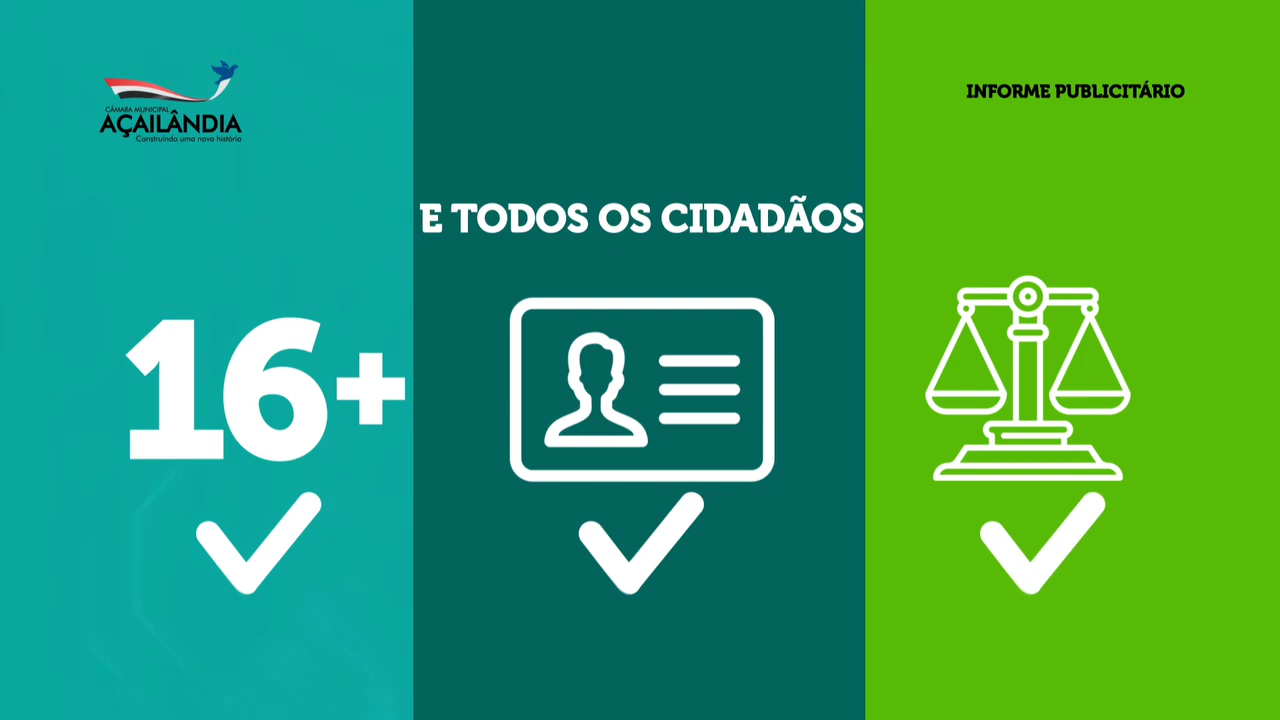 CÂMARA MUNICIPAL
AÇAILÂNDIA
Construindo uma nova história
INFORME PUBLICITÁRIO
E TODOS OS CIDADÃOS
16+